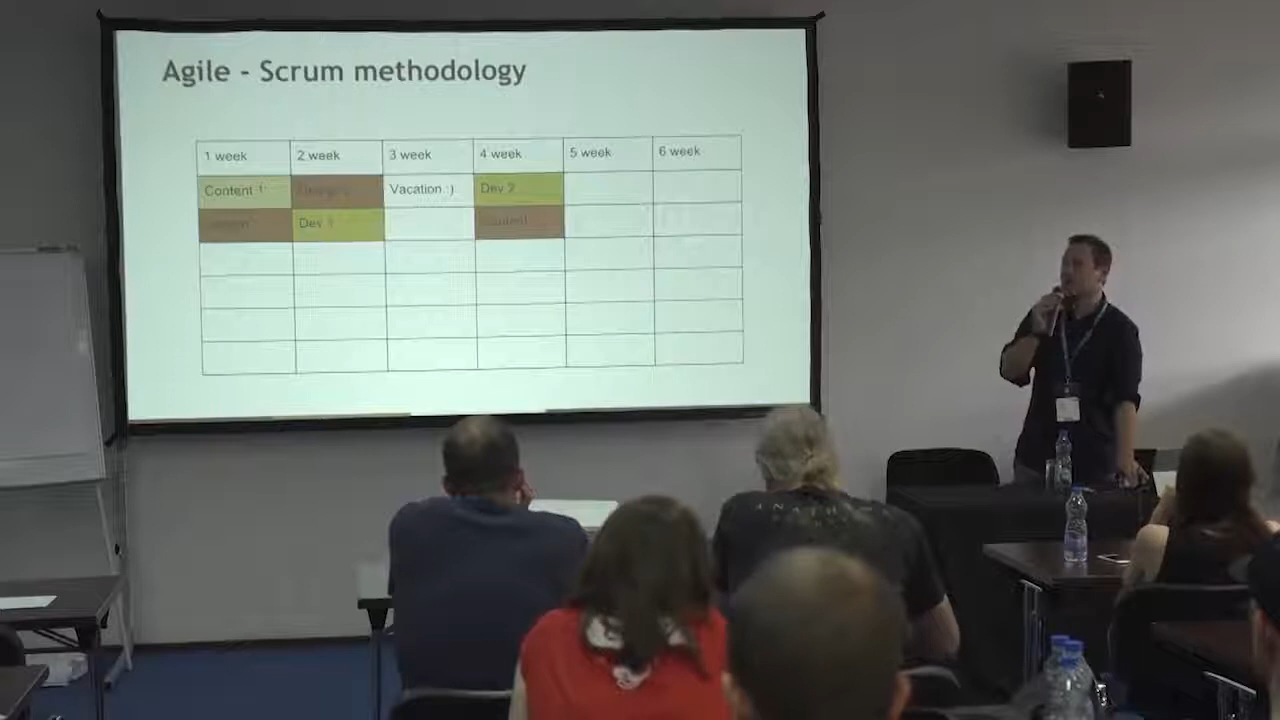 Agile - Scrum methodology
1 week 2 week 3 week 4 week 5 week 6 week
Content 1 Vacation :) Dev 2
Dev 1